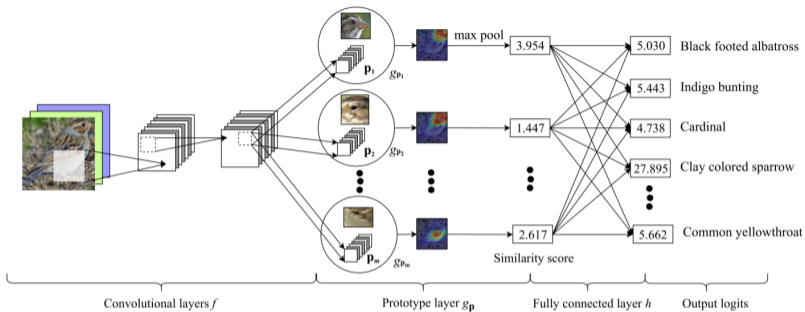 max pool
p1
gp1
3.954
5.030
Black footed albatross
5.443
Indigo bunting
p2
gp2
1.447
4.738
Cardinal
27.895
Clay colored sparrow
pm
gpm
2.617
5.662
Common yellowthroat
Similarity score
Convolutional layers f
Prototype layer gp
Fully connected layer h
Output logits